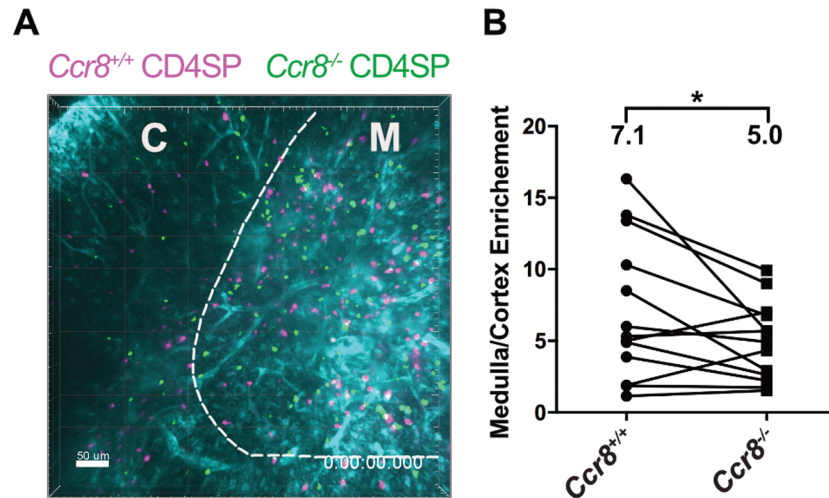 A
Ccr8+/+ CD4SP Ccr8-/- CD4SP
C
M
50 um
0:00:00.000
B
*
7.1 5.0
Medulla/Cortex Enrichement
20
15
10
5
0
Ccr8+/+
Ccr8-/-